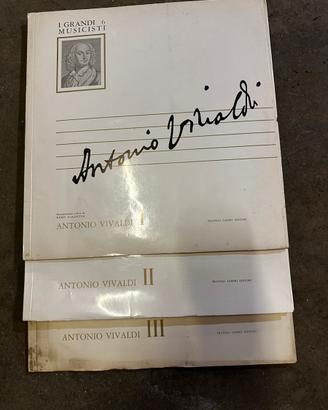 I GRANDI 6
MUSICISTI
Antonio Vivaldi
ANTONIO VIVALDI I
FRATELLI FABBRI EDITORI
ANTONIO VIVALDI II
FRATELLI FABBRI EDITORI
ANTONIO VIVALDI III
FRATELLI FABBRI EDITORI